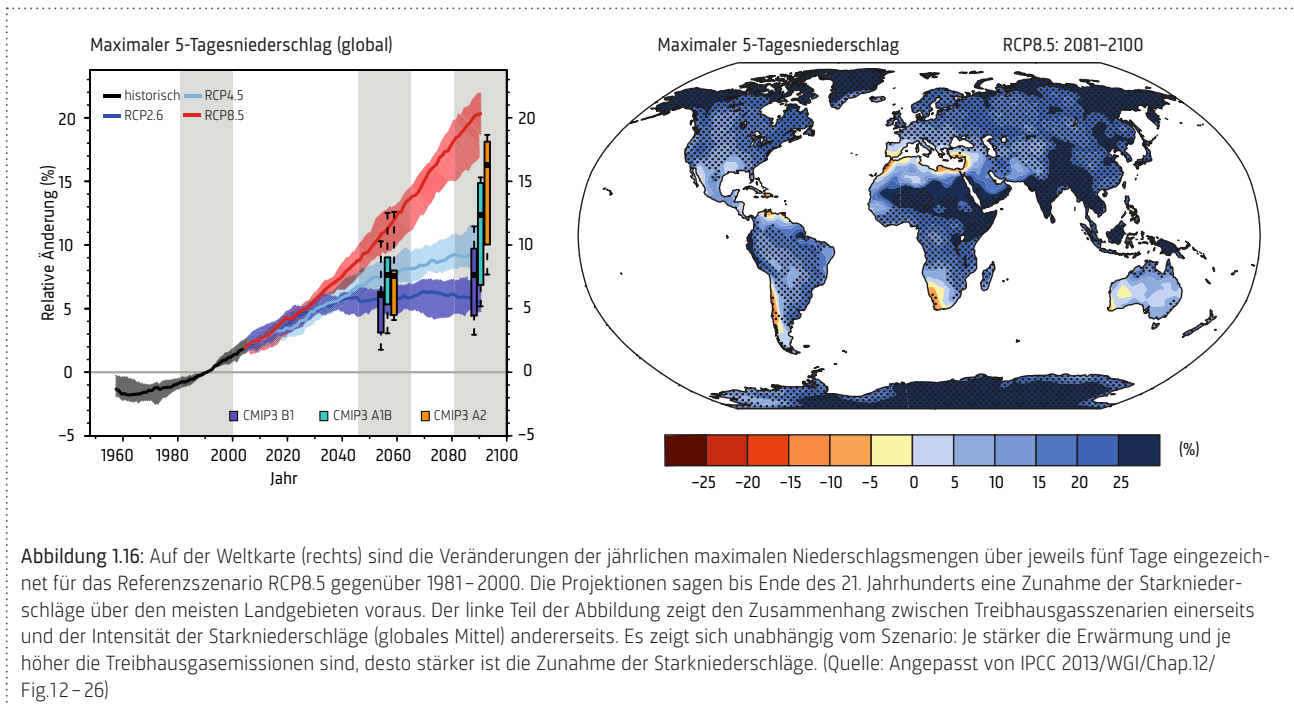 Maximaler 5-Tagesniederschlag (global)
historisch
RCP4.5
RCP2.6
RCP8.5
Relative Änderung (%)
20
15
10
5
0
−5
20
15
10
5
0
−5
CMIP3 B1
CMIP3 A1B
CMIP3 A2
1960 1980 2000 2020 2040 2060 2080 2100
Jahr
Maximaler 5-Tagesniederschlag
RCP8.5: 2081–2100
(%)
−25 −20 −15 −10 −5 0 5 10 15 20 25
Abbildung 1.16: Auf der Weltkarte (rechts) sind die Veränderungen der jährlichen maximalen Niederschlagsmengen über jeweils fünf Tage eingezeich-
net für das Referenzszenario RCP8.5 gegenüber 1981–2000. Die Projektionen sagen bis Ende des 21. Jahrhunderts eine Zunahme der Starknieder-
schläge über den meisten Landgebieten voraus. Der linke Teil der Abbildung zeigt den Zusammenhang zwischen Treibhausgasszenarien einerseits
und der Intensität der Starkniederschläge (globales Mittel) andererseits. Es zeigt sich unabhängig vom Szenario: Je stärker die Erwärmung und je
höher die Treibhausgasemissionen sind, desto stärker ist die Zunahme der Starkniederschläge. (Quelle: Angepasst von IPCC 2013/WGI/Chap.12/
Fig.12–26)